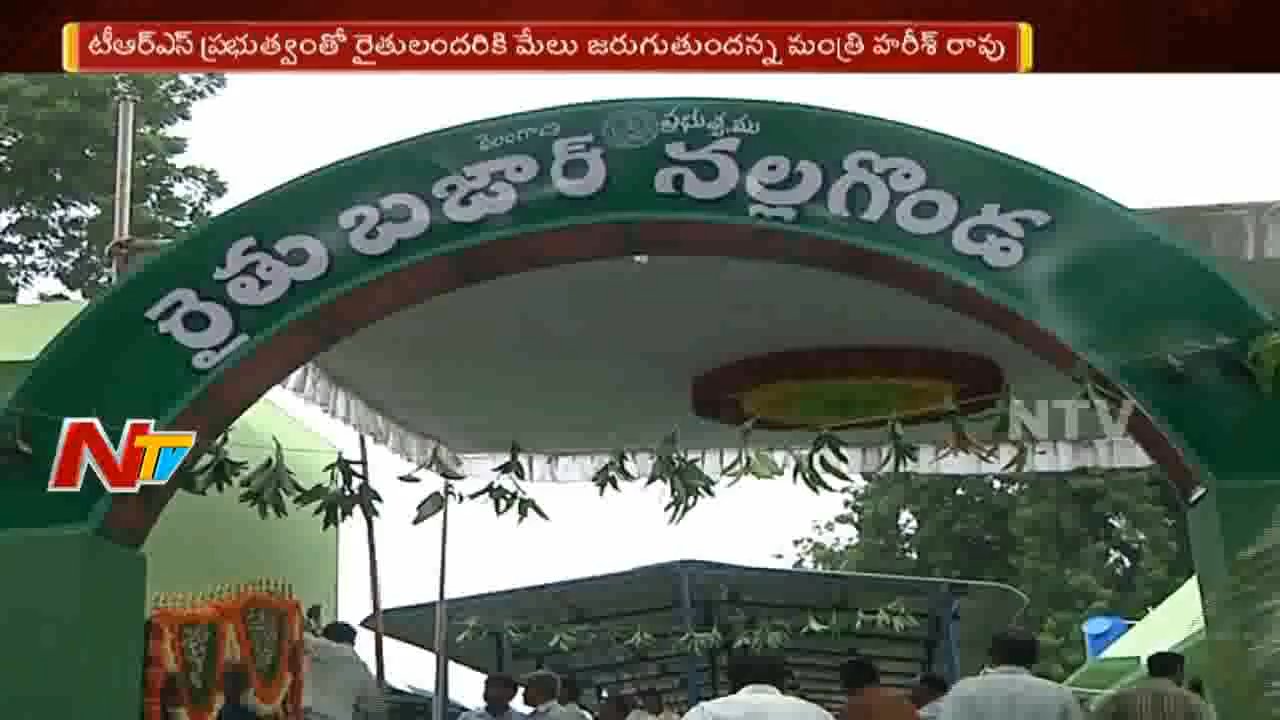 టీఆర్ఎస్ ప్రభుత్వంతో రైతులందరికి మేలు జరుగుతుందన్న మంత్రి హరీశ్ రావు
తెలంగాణ ప్రభుత్వము
రైతు బజార్ నల్లగొండ
NTV
NTV